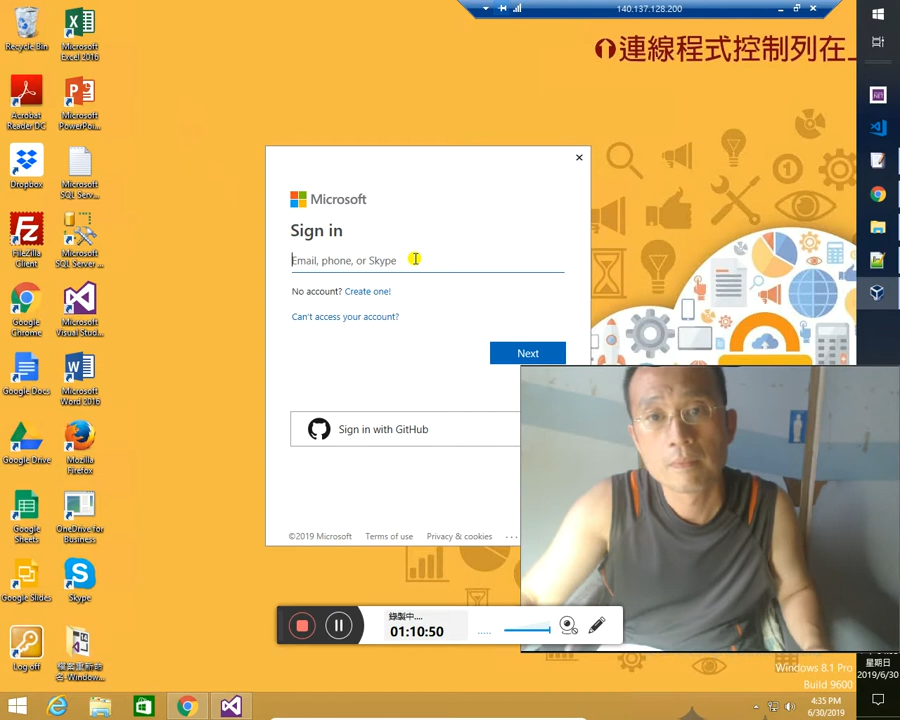 140.137.128.200
連線程式控制列在
Recycle Bin
Microsoft
Excel 2016
Acrobat
Reader DC
Microsoft
PowerPoi...
Dropbox
Microsoft
SQL Serv...
FileZilla
Client
Microsoft
SQL Server ...
Google
Chrome
Microsoft
Visual Stud...
Google Docs
Microsoft
Word 2016
Google Drive
Mozilla
Firefox
Google
Sheets
OneDrive for
Business
Google Slides
Skype
Log off
Microsoft
Sign in
Email, phone, or Skype
No account? Create one!
Can't access your account?
Next
Sign in with GitHub
©2019 Microsoft Terms of use Privacy & cookies ...
錄製中....
01:10:50
Windows 8.1 Pro
Build 9600
星期日
2019/6/30
4:35 PM
6/30/2019